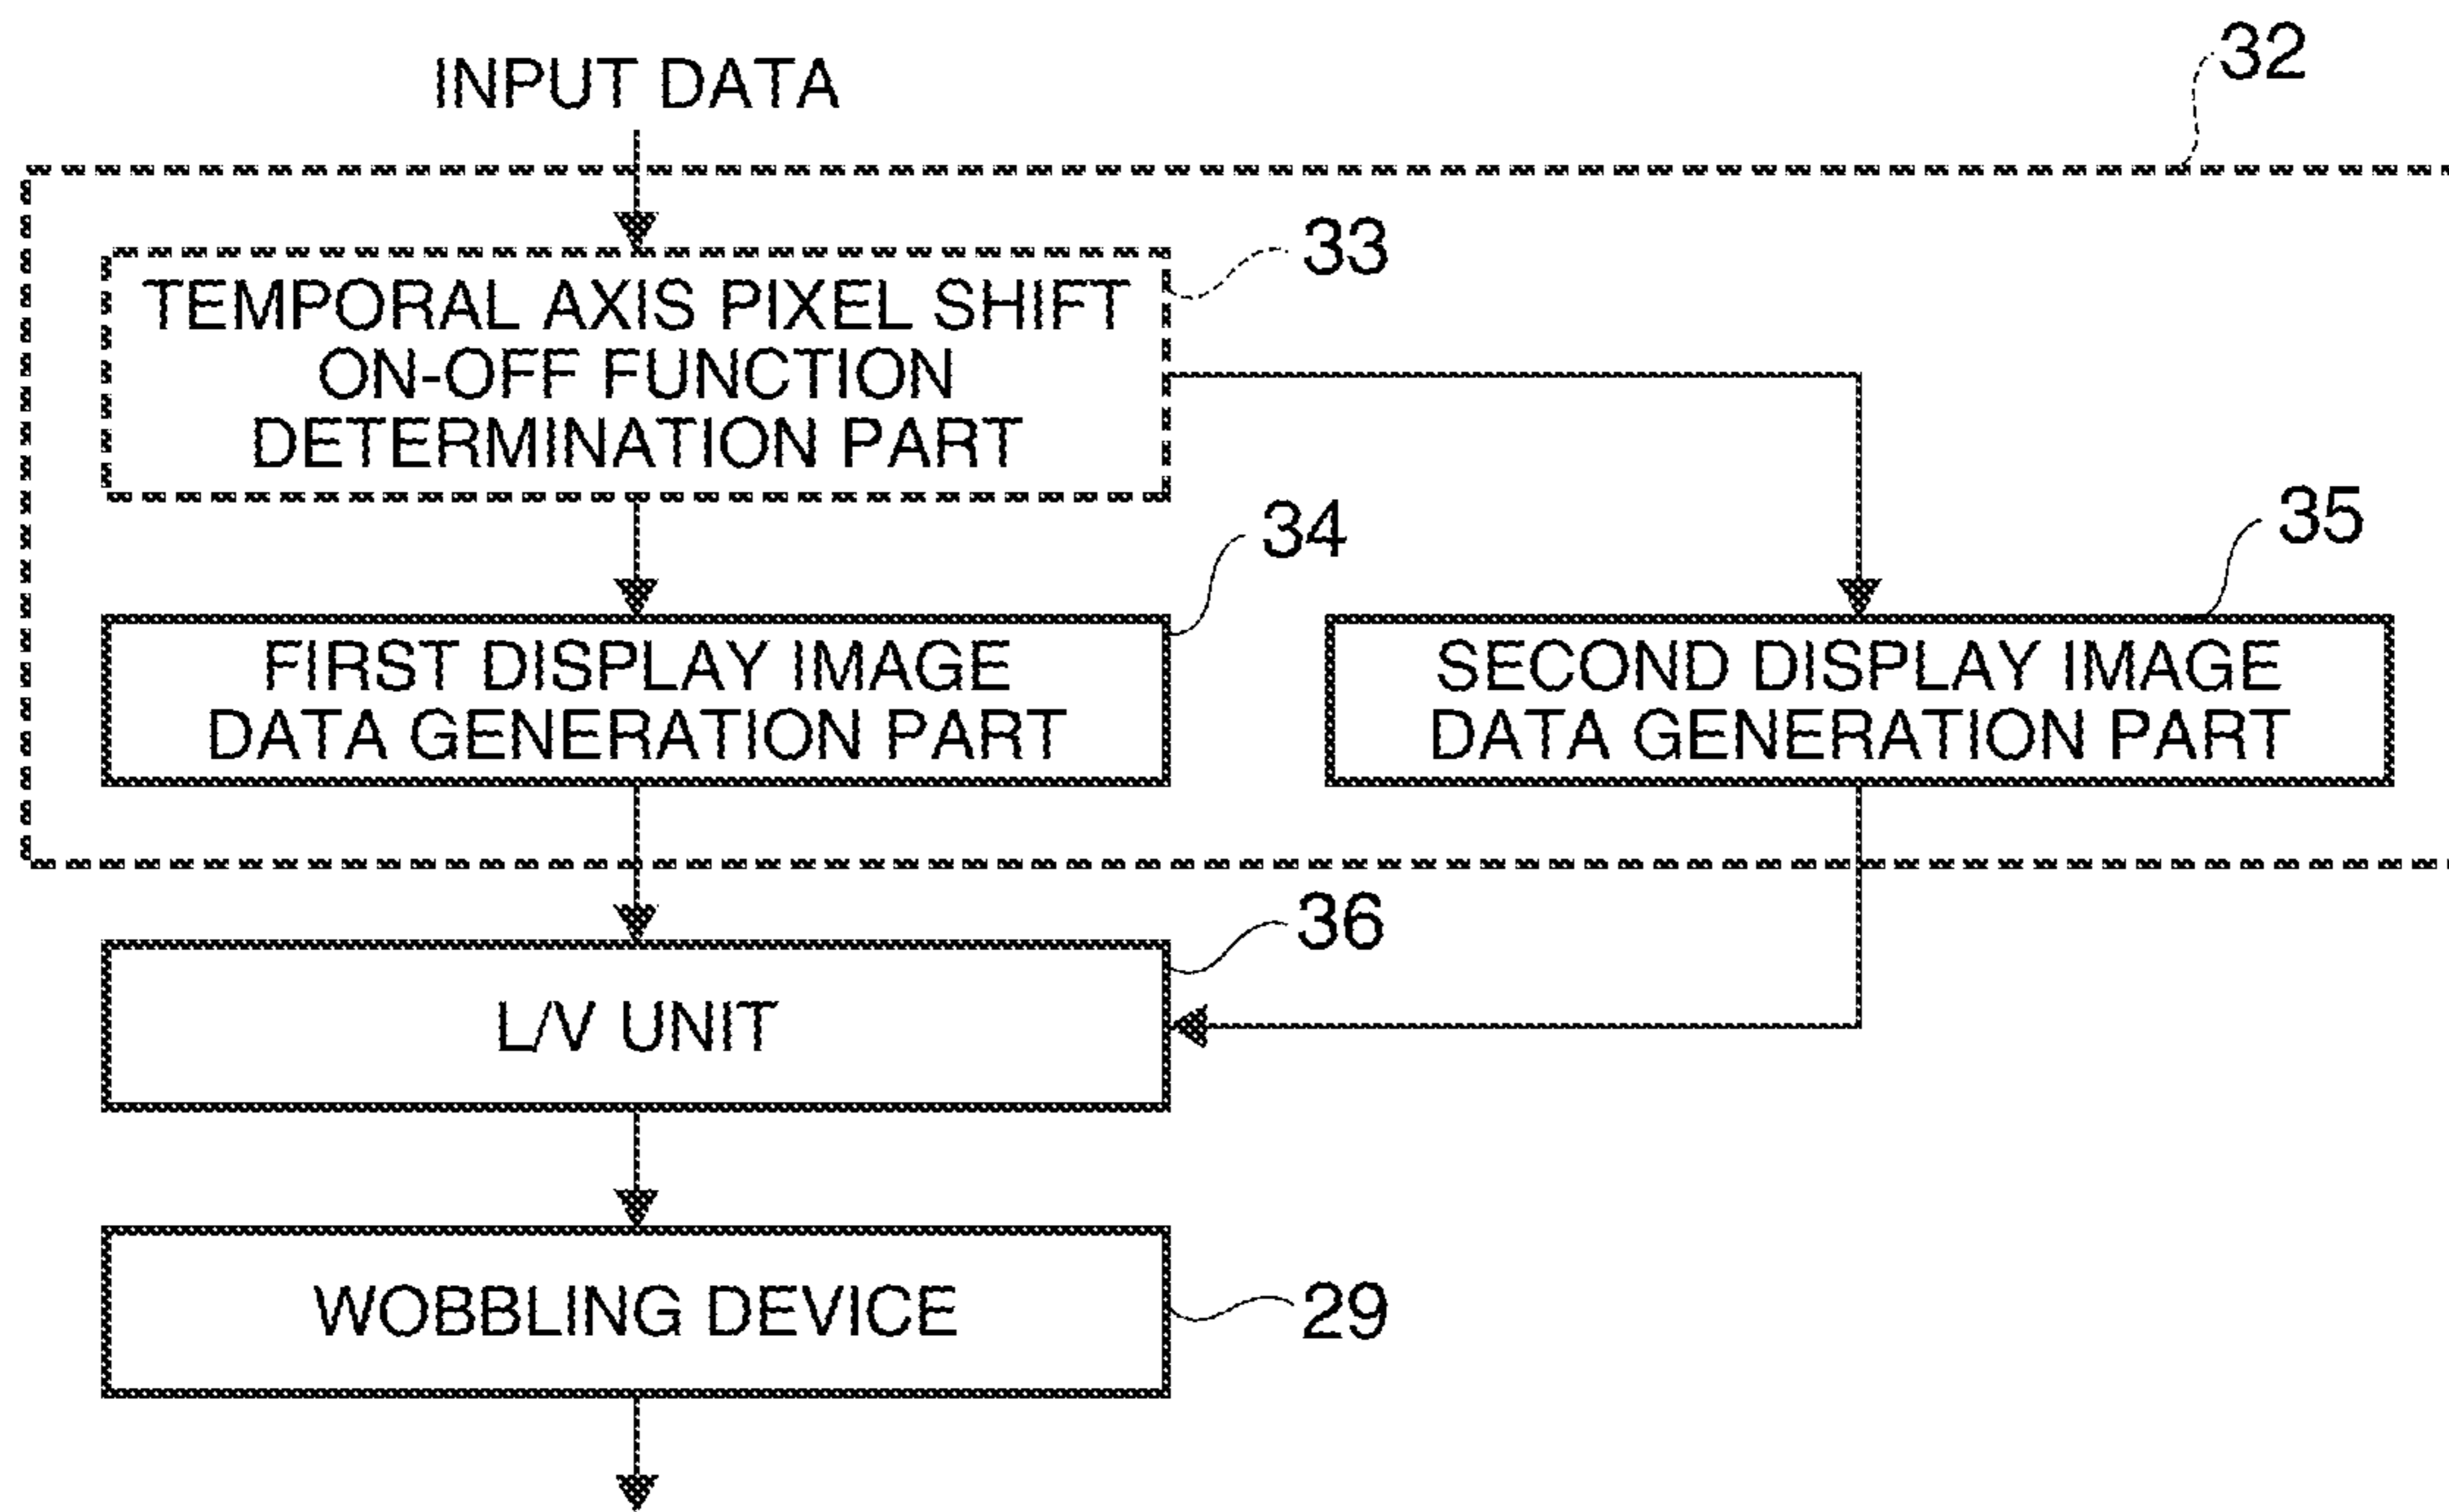 INPUT DATA
32
TEMPORAL AXIS PIXEL SHIFT
ON-OFF FUNCTION
DETERMINATION PART
33
34
35
FIRST DISPLAY IMAGE
DATA GENERATION PART
SECOND DISPLAY IMAGE
DATA GENERATION PART
36
L/V UNIT
WOBBLING DEVICE
29